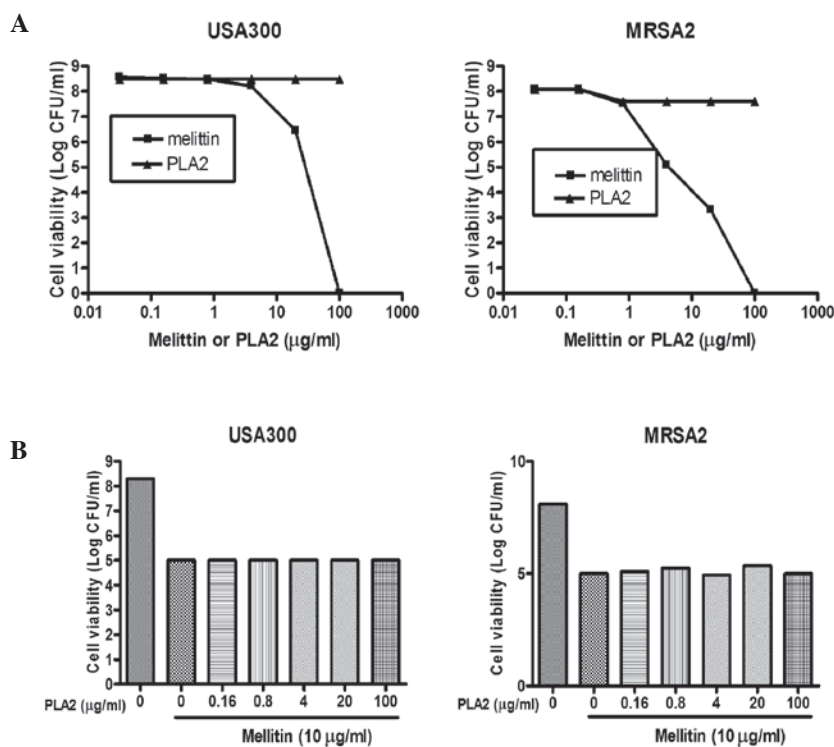 A
USA300
MRSA2
Cell viability (Log CFU/ml)
9
8
7
6
5
4
3
2
1
0
melittin
PLA2
0.01
0.1
1
10
100
1000
Melittin or PLA2 (µg/ml)
Cell viability (Log CFU/ml)
9
8
7
6
5
4
3
2
1
0
melittin
PLA2
0.01
0.1
1
10
100
1000
Melittin or PLA2 (µg/ml)
B
USA300
MRSA2
Cell viability (Log CFU/ml)
9
8
7
6
5
4
3
2
1
0
PLA2 (µg/ml) 0 0 0.16 0.8 4 20 100
Mellitin (10 µg/ml)
Cell viability (Log CFU/ml)
10
5
0
PLA2 (µg/ml) 0 0 0.16 0.8 4 20 100
Mellitin (10 µg/ml)